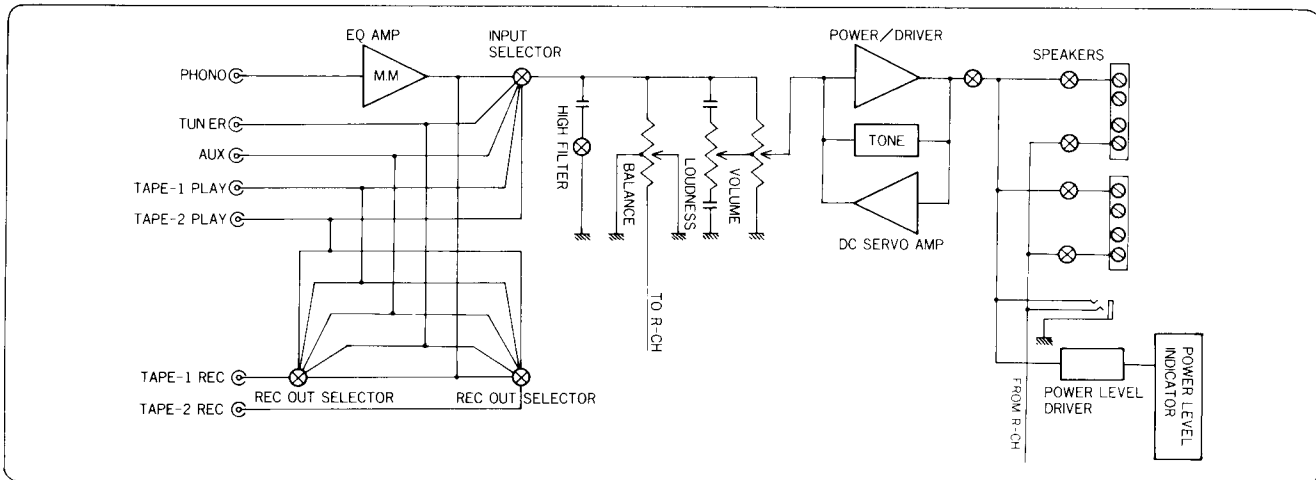 EQ AMP
INPUT
SELECTOR
POWER/DRIVER
SPEAKERS
PHONO
M.M
TUNER
AUX
TAPE-1 PLAY
TAPE-2 PLAY
HIGH FILTER
BALANCE
LOUDNESS
VOLUME
TONE
DC SERVO AMP
TO R-CH
TAPE-1 REC
TAPE-2 REC
REC OUT SELECTOR
REC OUT SELECTOR
FROM R-CH
POWER LEVEL
DRIVER
POWER LEVEL
INDICATOR